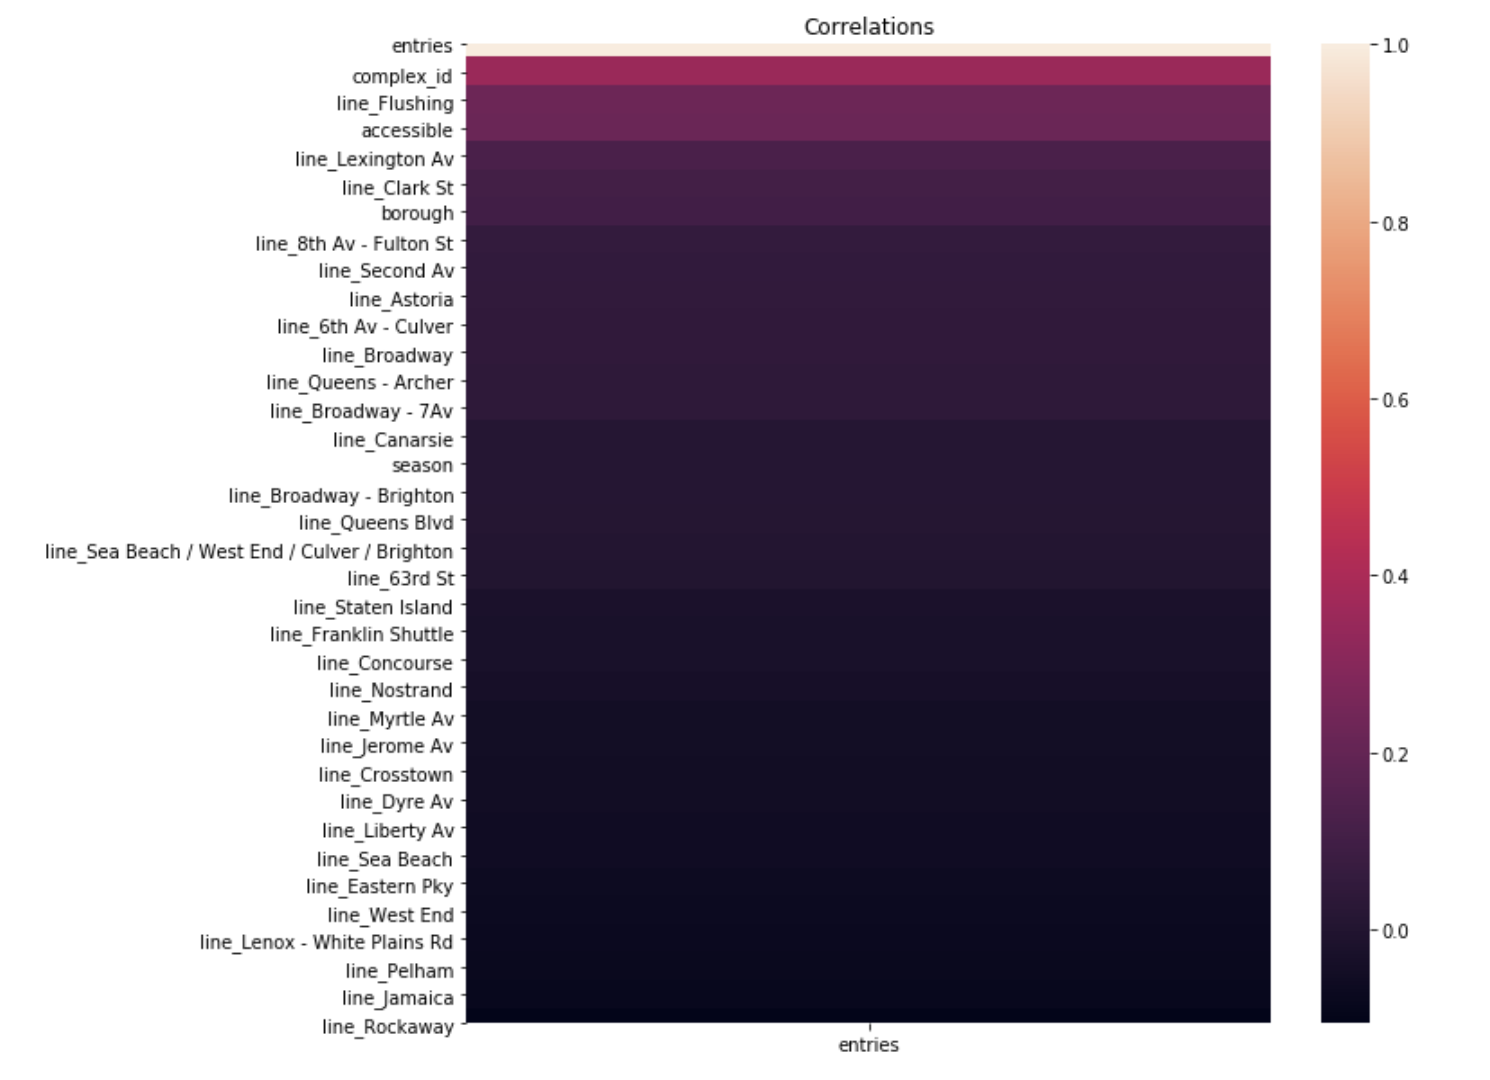 Correlations
entries
complex_id
line_Flushing
accessible
line_Lexington Av
line_Clark St
borough
line_8th Av - Fulton St
line_Second Av
line_Astoria
line_6th Av - Culver
line_Broadway
line_Queens - Archer
line_Broadway - 7Av
line_Canarsie
season
line_Broadway - Brighton
line_Queens Blvd
line_Sea Beach / West End / Culver / Brighton
line_63rd St
line_Staten Island
line_Franklin Shuttle
line_Concourse
line_Nostrand
line_Myrtle Av
line_Jerome Av
line_Crosstown
line_Dyre Av
line_Liberty Av
line_Sea Beach
line_Eastern Pky
line_West End
line_Lenox - White Plains Rd
line_Pelham
line_Jamaica
line_Rockaway
entries
1.0
0.8
0.6
0.4
0.2
0.0